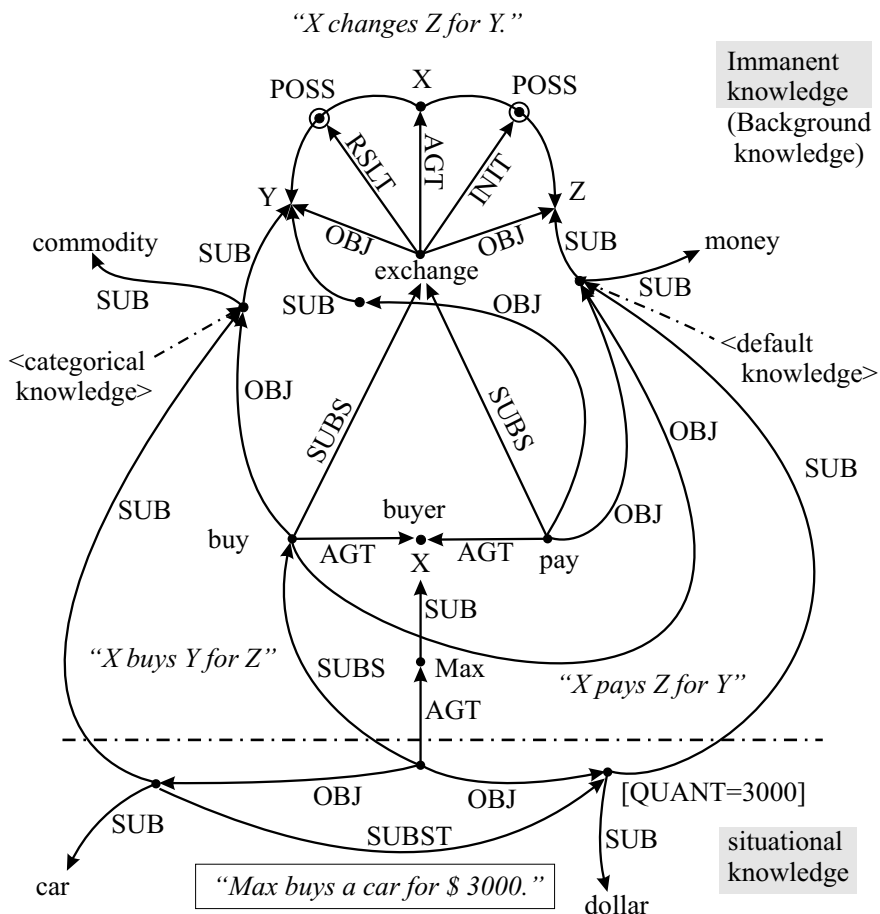 “X changes Z for Y.”
Immanent
knowledge
(Background
knowledge)
X
POSS
POSS
RSLT
AGT
INIT
Y
Z
OBJ
OBJ
commodity
SUB
SUB
money
SUB
exchange
SUB
SUB
OBJ
<categorical
knowledge>
<default
knowledge>
OBJ
SUBS
SUBS
OBJ
SUB
SUB
OBJ
buyer
buy
AGT
AGT
pay
X
SUB
“X buys Y for Z”
SUBS
Max
“X pays Z for Y”
AGT
OBJ
OBJ
[QUANT=3000]
SUB
SUBST
SUB
situational
knowledge
car
“Max buys a car for $ 3000.”
dollar